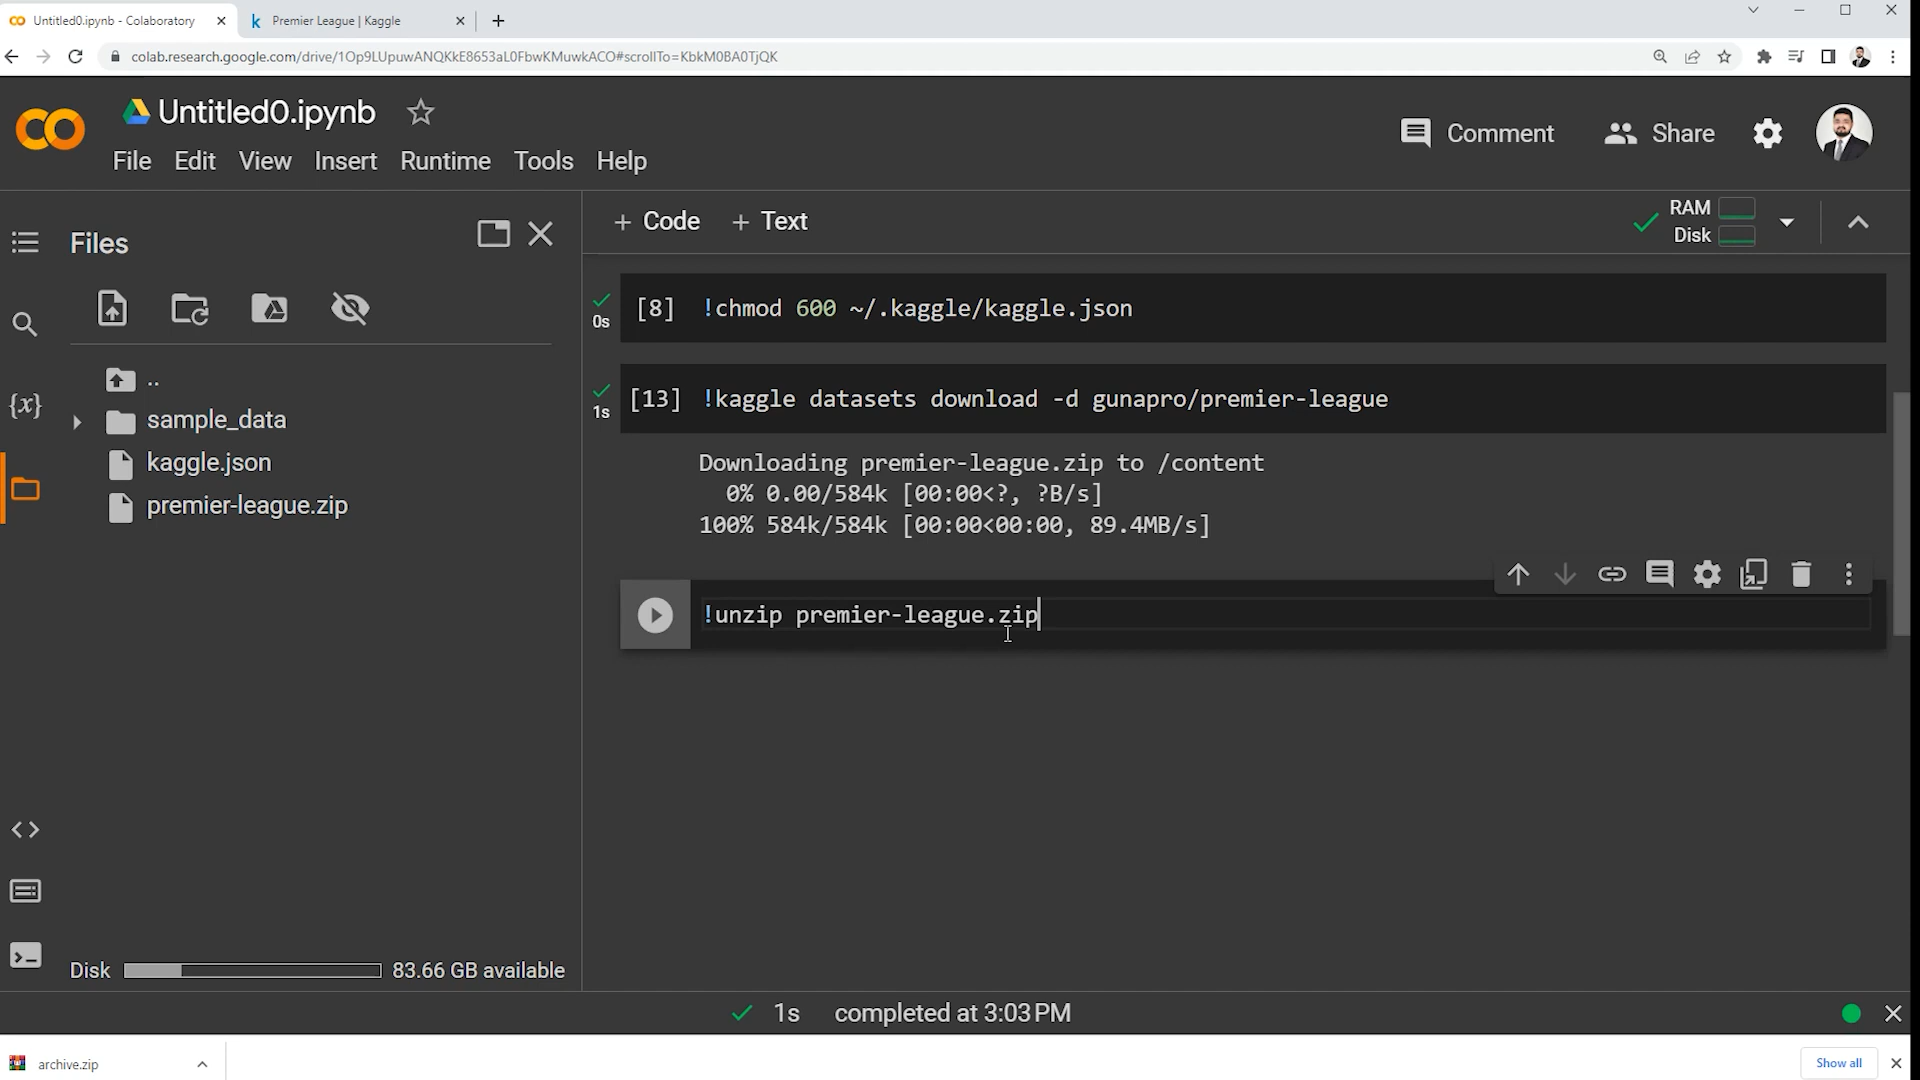 Untitled0.ipynb - Colaboratory
Premier League | Kaggle
colab.research.google.com/drive/1Op9LUpuwANQKkE8653aL0FbwKMuwkACO#scrollTo=KbkM0BA0TjQK
Untitled0.ipynb
File Edit View Insert Runtime Tools Help
Comment
Share
Files
+ Code + Text
RAM
Disk
..
sample_data
kaggle.json
premier-league.zip
{x}
0s
[8] !chmod 600 ~/.kaggle/kaggle.json
1s
[13] !kaggle datasets download -d gunapro/premier-league
Downloading premier-league.zip to /content
0% 0.00/584k [00:00<?, ?B/s]
100% 584k/584k [00:00<00:00, 89.4MB/s]
!unzip premier-league.zip
Disk 83.66 GB available
1s completed at 3:03 PM
archive.zip
Show all